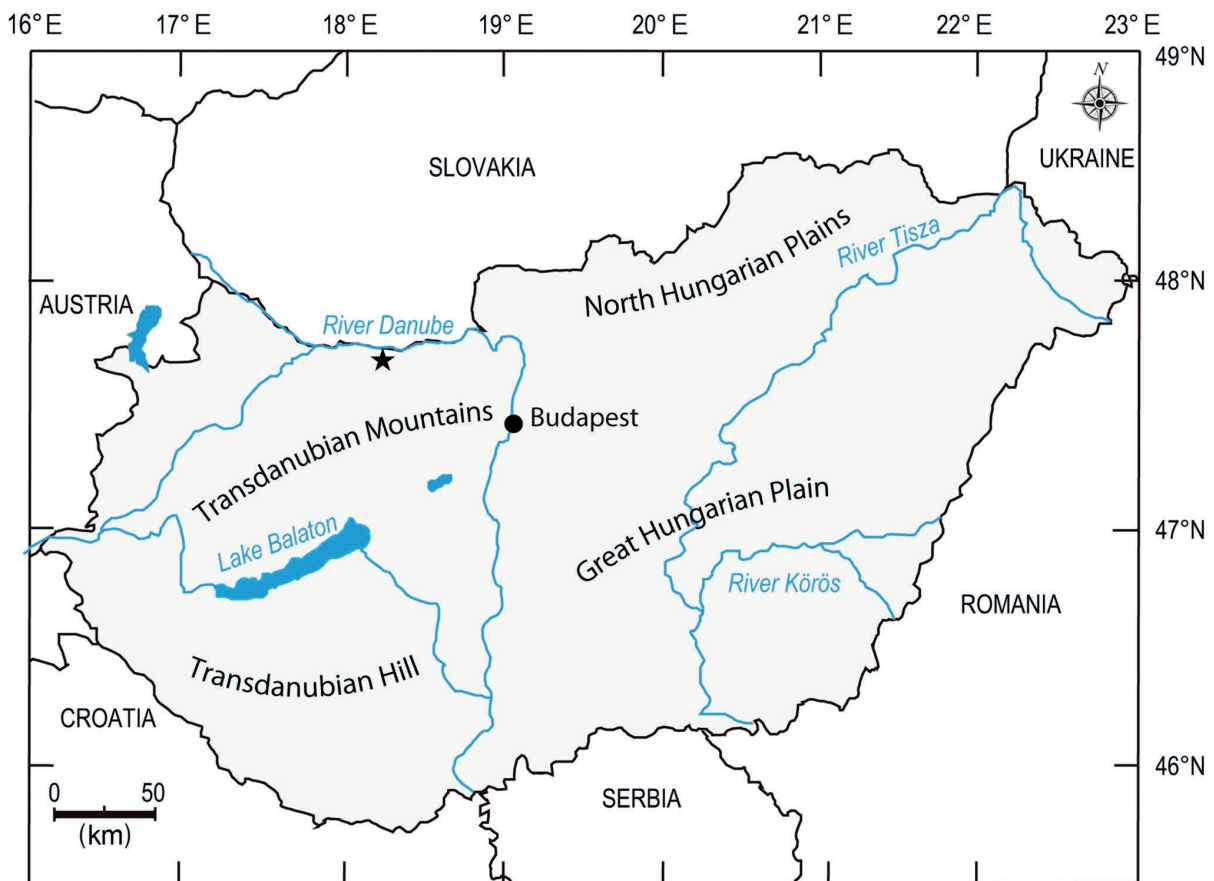 16° E 17° E 18° E 19° E 20° E 21° E 22° E 23° E
49°N
N
UKRAINE
SLOVAKIA
North Hungarian Plains
River Tisza
48°N
AUSTRIA
River Danube
Transdanubian Mountains
Budapest
Great Hungarian Plain
47°N
Lake Balaton
River Körös
ROMANIA
Transdanubian Hill
CROATIA
46°N
0 50
(km)
SERBIA